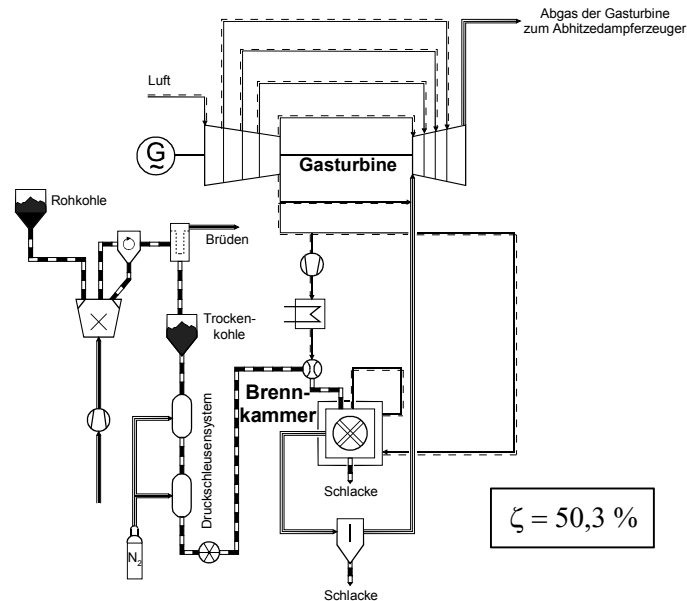 Abgas der Gasturbine
zum Abhitzedampferzeuger
Luft
G
~
Gasturbine
Rohkohle
Brüden
Trocken-
kohle
Brenn-
kammer
Druckschleusensystem
Schlacke
ζ = 50,3 %
N₂
Schlacke